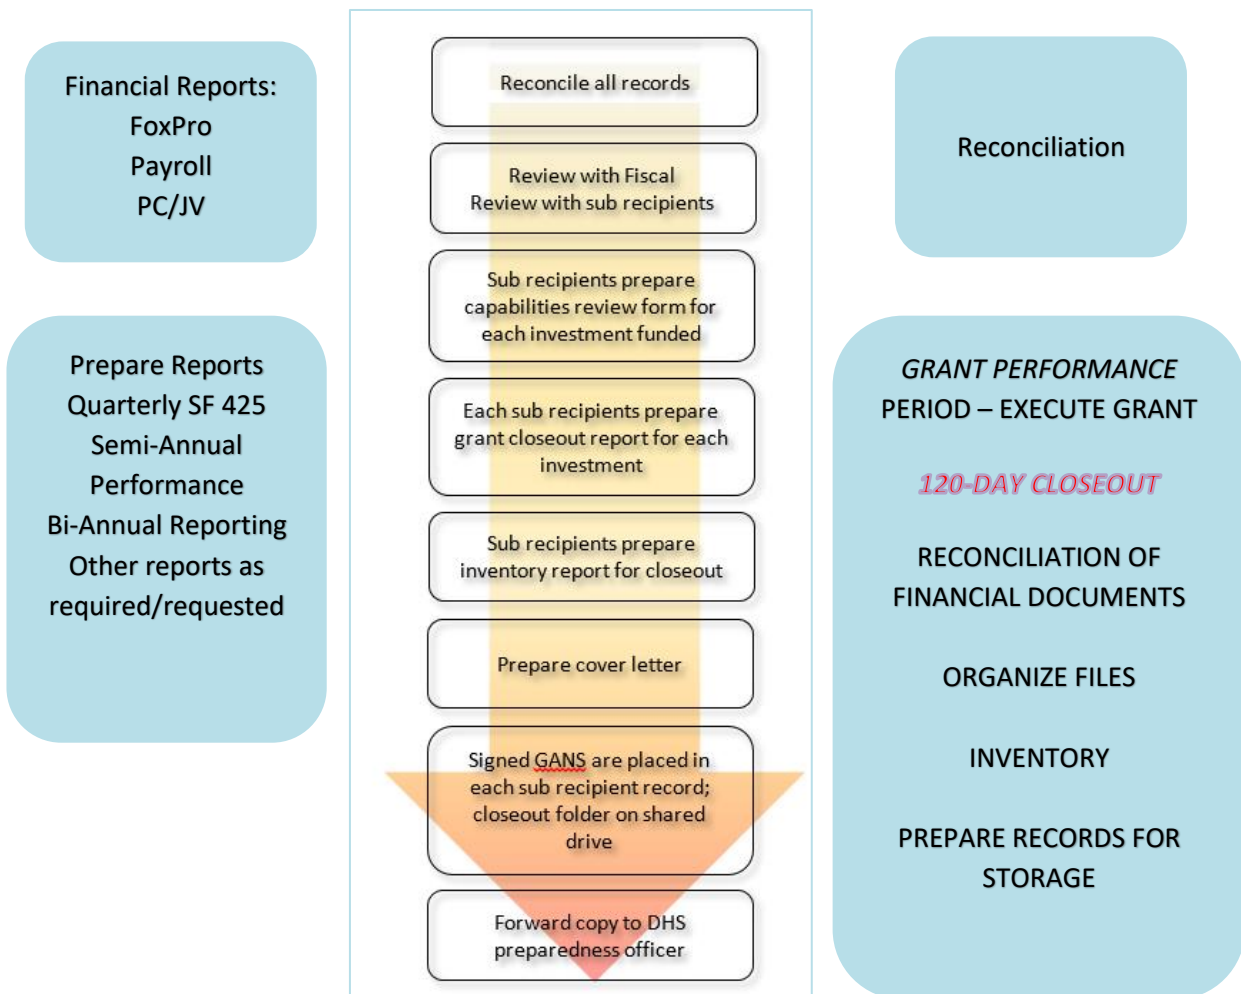 Financial Reports:
FoxPro
Payroll
PC/JV
Prepare Reports
Quarterly SF 425
Semi-Annual
Performance
Bi-Annual Reporting
Other reports as
required/requested
Reconcile all records
Review with Fiscal
Review with sub recipients
Sub recipients prepare
capabilities review form for
each investment funded
Each sub recipients prepare
grant closeout report for each
investment
Sub recipients prepare
inventory report for closeout
Prepare cover letter
Signed GANS are placed in
each sub recipient record;
closeout folder on shared
drive
Forward copy to DHS
preparedness officer
Reconciliation
GRANT PERFORMANCE
PERIOD – EXECUTE GRANT
120-DAY CLOSEOUT
RECONCILIATION OF
FINANCIAL DOCUMENTS
ORGANIZE FILES
INVENTORY
PREPARE RECORDS FOR
STORAGE